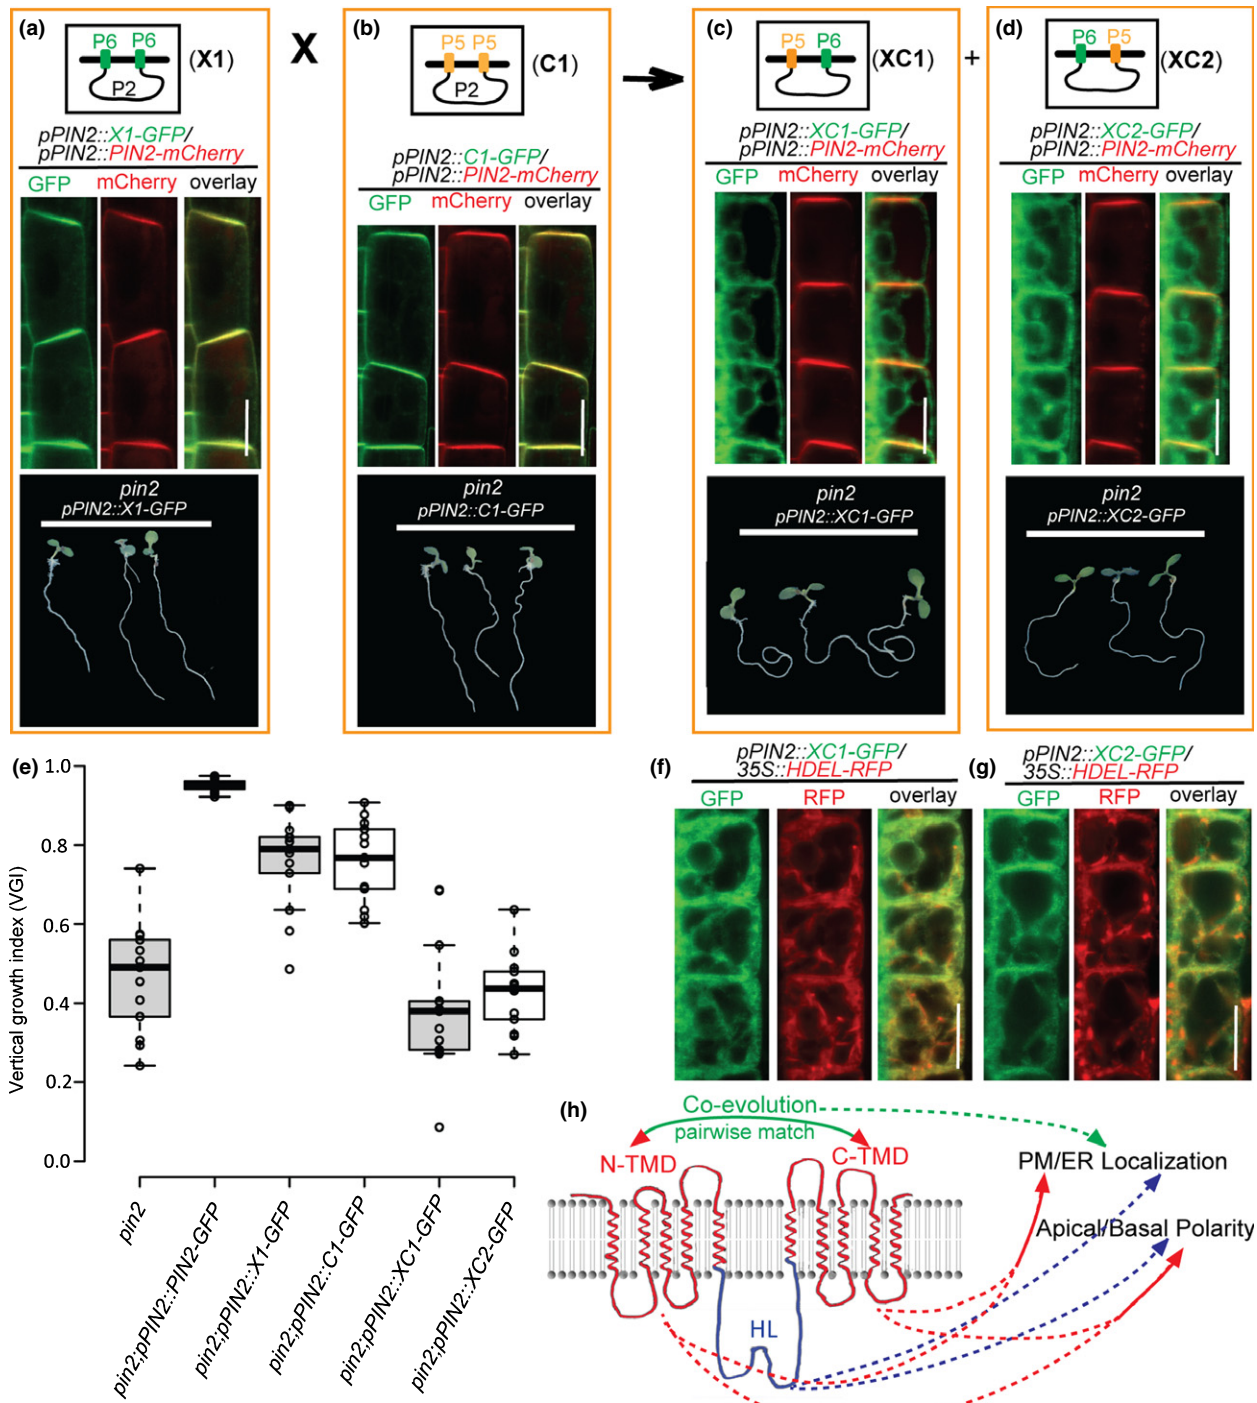 (a)
P6 P6
P2
(X1)
pPIN2::X1-GFP/
pPIN2::PIN2-mCherry
GFP mCherry overlay
pin2
pPIN2::X1-GFP
X
(b)
P5 P5
P2
(C1)
pPIN2::C1-GFP/
pPIN2::PIN2-mCherry
GFP mCherry overlay
pin2
pPIN2::C1-GFP
(c)
P5 P6
(XC1)
pPIN2::XC1-GFP/
pPIN2::PIN2-mCherry
GFP mCherry overlay
pin2
pPIN2::XC1-GFP
+
(d)
P6 P5
(XC2)
pPIN2::XC2-GFP/
pPIN2::PIN2-mCherry
GFP mCherry overlay
pin2
pPIN2::XC2-GFP
(e)
Vertical growth index (VGI)
1.0
0.8
0.6
0.4
0.2
0.0
pin2
pin2;pPIN2::PIN2-GFP
pin2;pPIN2::X1-GFP
pin2;pPIN2::C1-GFP
pin2;pPIN2::XC1-GFP
pin2;pPIN2::XC2-GFP
(f)
pPIN2::XC1-GFP/
35S::HDEL-RFP
GFP RFP overlay
(g)
pPIN2::XC2-GFP/
35S::HDEL-RFP
GFP RFP overlay
(h)
Co-evolution
pairwise match
N-TMD C-TMD
PM/ER Localization
Apical/Basal Polarity
HL